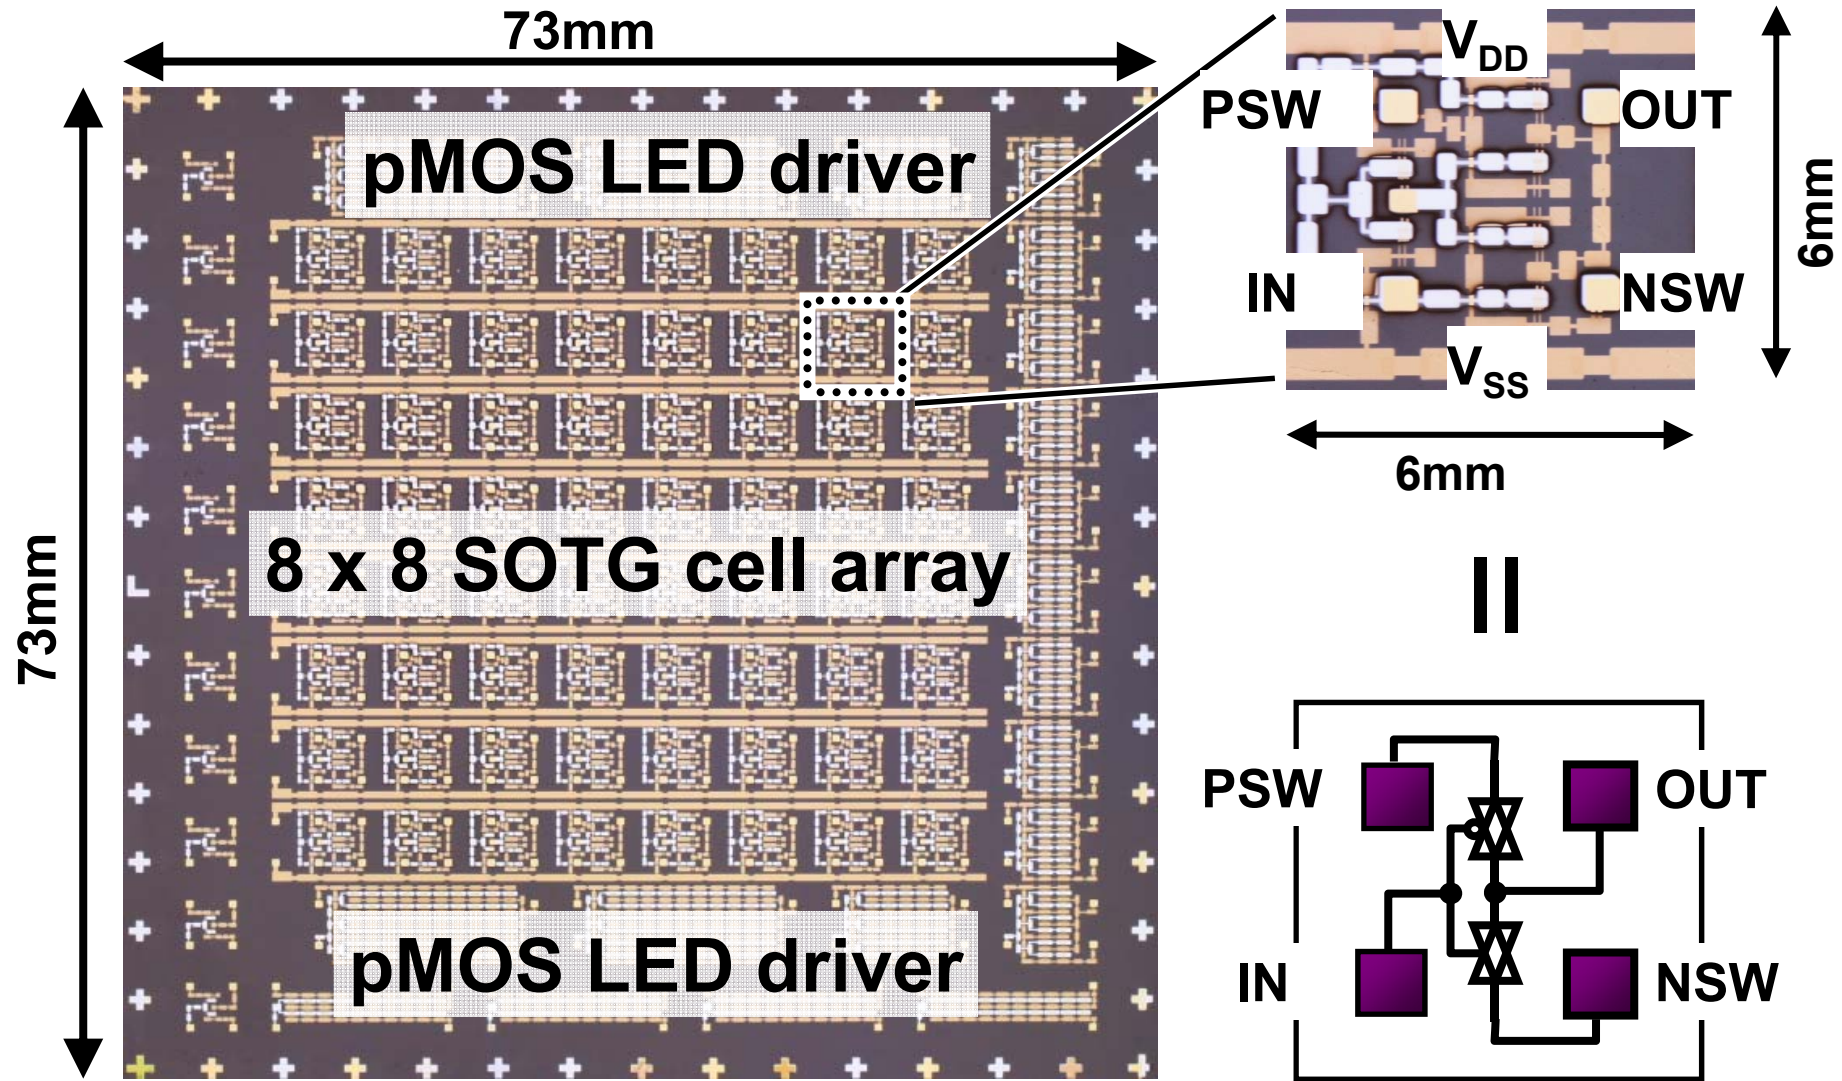 73mm
73mm
pMOS LED driver
8 x 8 SOTG cell array
pMOS LED driver
VDD
PSW
OUT
IN
NSW
VSS
6mm
6mm
PSW
OUT
IN
NSW